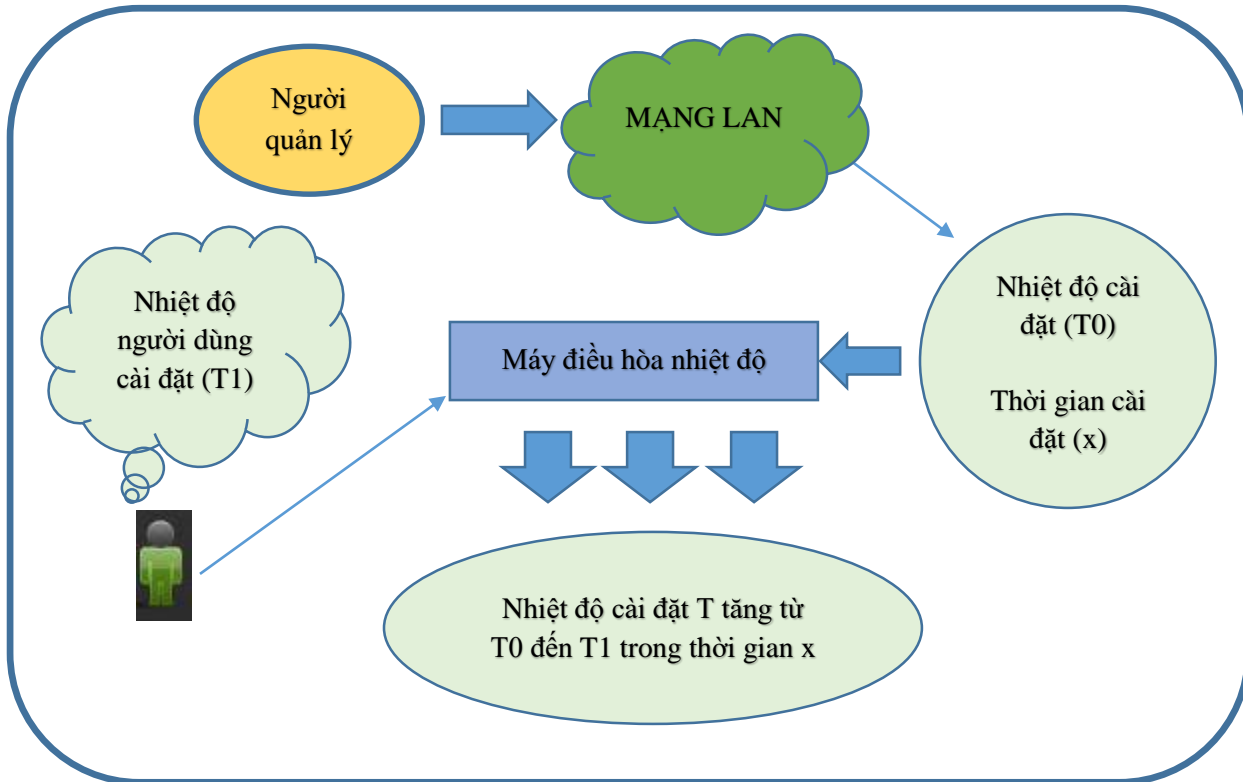 Người
quản lý
MẠNG LAN
Nhiệt độ
người dùng
cài đặt (T1)
Máy điều hòa nhiệt độ
Nhiệt độ cài
đặt (T0)
Thời gian cài
đặt (x)
Nhiệt độ cài đặt T tăng từ
T0 đến T1 trong thời gian x